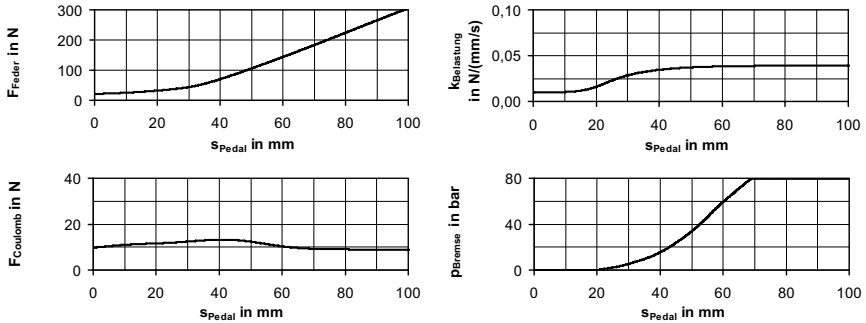 F_Feder in N
300
200
100
0
0 20 40 60 80 100
s_Pedal in mm
k_Belastung
in N/(mm/s)
0,10
0,05
0,00
0 20 40 60 80 100
s_Pedal in mm
F_Coulomb in N
40
20
0
0 20 40 60 80 100
s_Pedal in mm
p_Bremse in bar
80
40
0
0 20 40 60 80 100
s_Pedal in mm